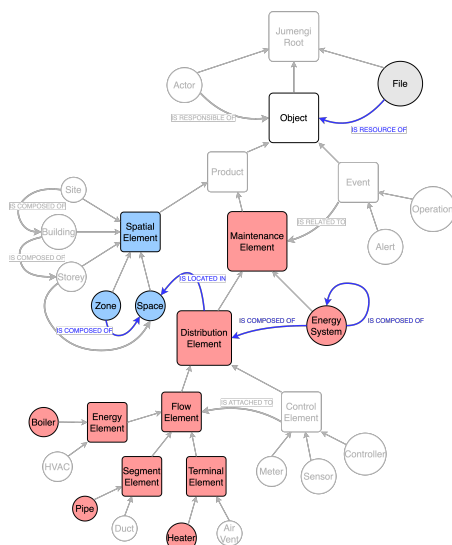 Jumengi
Root
Actor
File
IS RESPONSIBLE OF
Object
IS RESOURCE OF
Product
Event
Site
IS COMPOSED OF
Building
Spatial
Element
IS RELATED TO
Maintenance
Element
Operation
Alert
IS COMPOSED OF
Storey
IS LOCATED IN
Zone
Space
IS COMPOSED OF
Distribution
Element
IS COMPOSED OF
Energy
System
IS COMPOSED OF
Boiler
Energy
Element
Flow
Element
IS ATTACHED TO
Control
Element
HVAC
Segment
Element
Terminal
Element
Meter
Sensor
Controller
Pipe
Duct
Heater
Air
Vent